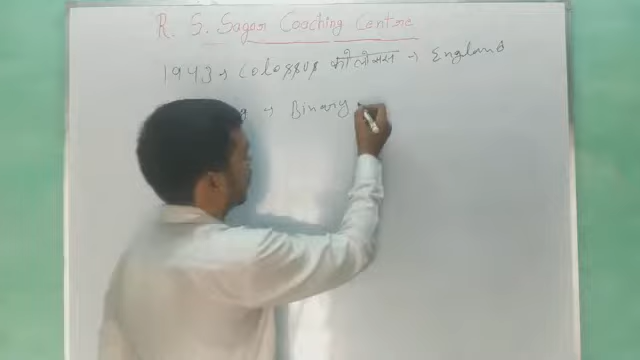 R. S. Sagar Coaching Centre
1943 → Colossus कोलोसस → England
→ Binary